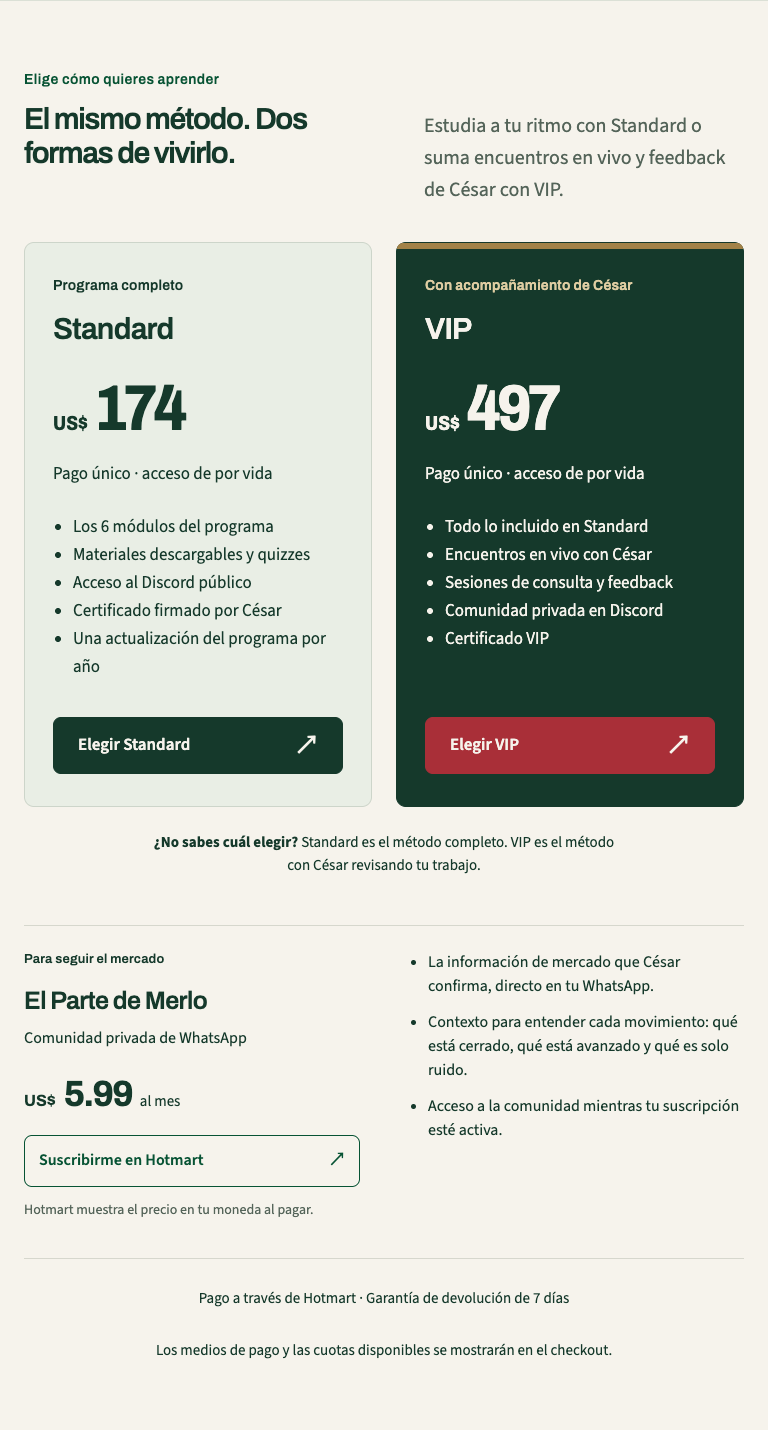 Elige cómo quieres aprender
El mismo método. Dos
formas de vivirlo.
Estudia a tu ritmo con Standard o
suma encuentros en vivo y feedback
de César con VIP.
Programa completo
Standard
US$ 174
Pago único · acceso de por vida
• Los 6 módulos del programa
• Materiales descargables y quizzes
• Acceso al Discord público
• Certificado firmado por César
• Una actualización del programa por
año
Elegir Standard ↗
Con acompañamiento de César
VIP
US$ 497
Pago único · acceso de por vida
• Todo lo incluido en Standard
• Encuentros en vivo con César
• Sesiones de consulta y feedback
• Comunidad privada en Discord
• Certificado VIP
Elegir VIP ↗
¿No sabes cuál elegir? Standard es el método completo. VIP es el método
con César revisando tu trabajo.
Para seguir el mercado
El Parte de Merlo
Comunidad privada de WhatsApp
US$ 5.99 al mes
Suscribirme en Hotmart ↗
Hotmart muestra el precio en tu moneda al pagar.
• La información de mercado que César
confirma, directo en tu WhatsApp.
• Contexto para entender cada movimiento: qué
está cerrado, qué está avanzado y qué es solo
ruido.
• Acceso a la comunidad mientras tu suscripción
esté activa.
Pago a través de Hotmart · Garantía de devolución de 7 días
Los medios de pago y las cuotas disponibles se mostrarán en el checkout.